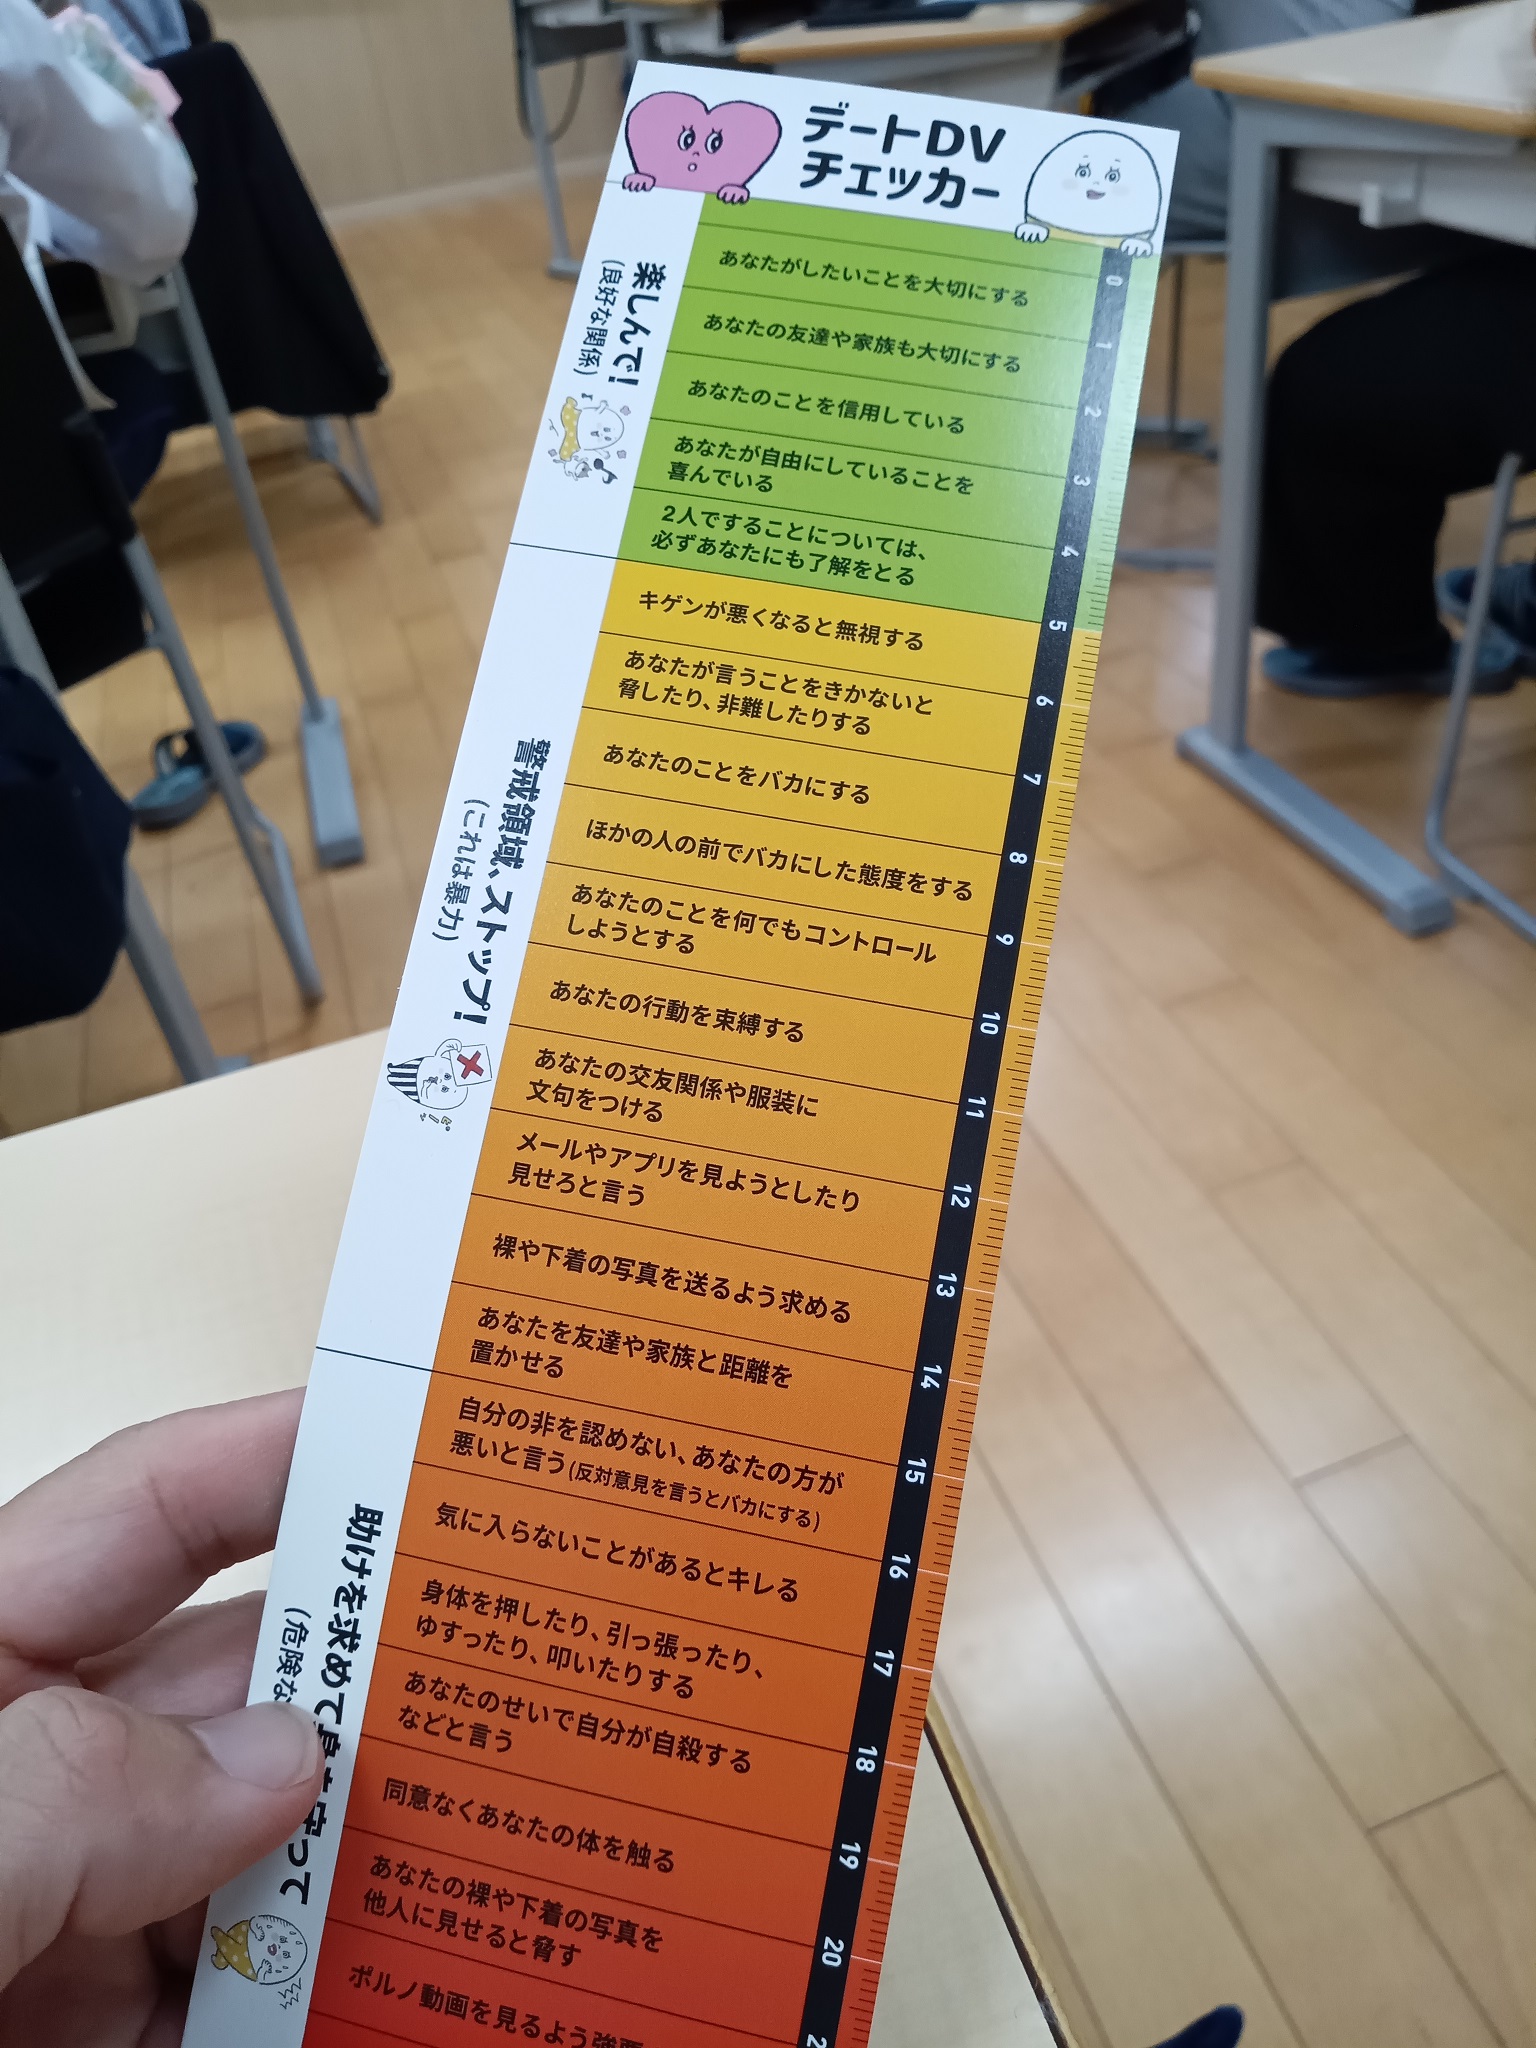 デートDV
チェッカー
楽しんで!
(良好な関係)
あなたがしたいことを大切にする
あなたの友達や家族も大切にする
あなたのことを信用している
あなたが自由にしていることを
喜んでいる
2人ですることについては、
必ずあなたにも了解をとる
警戒領域、ストップ!
(これは暴力)
キゲンが悪くなると無視する
あなたが言うことをきかないと
脅したり、非難したりする
あなたのことをバカにする
ほかの人の前でバカにした態度をする
あなたのことを何でもコントロール
しようとする
あなたの行動を束縛する
あなたの交友関係や服装に
文句をつける
メールやアプリを見ようとしたり
見せろと言う
裸や下着の写真を送るよう求める
あなたを友達や家族と距離を
置かせる
助けを求めて
(危険な
自分の非を認めない、あなたの方が
悪いと言う(反対意見を言うとバカにする)
気に入らないことがあるとキレる
身体を押したり、引っ張ったり、
ゆすったり、叩いたりする
あなたのせいで自分が自殺する
などと言う
同意なくあなたの体を触る
あなたの裸や下着の写真を
他人に見せると脅す
ポルノ動画を見るよう強要
0
1
2
3
4
5
6
7
8
9
10
11
12
13
14
15
16
17
18
19
20